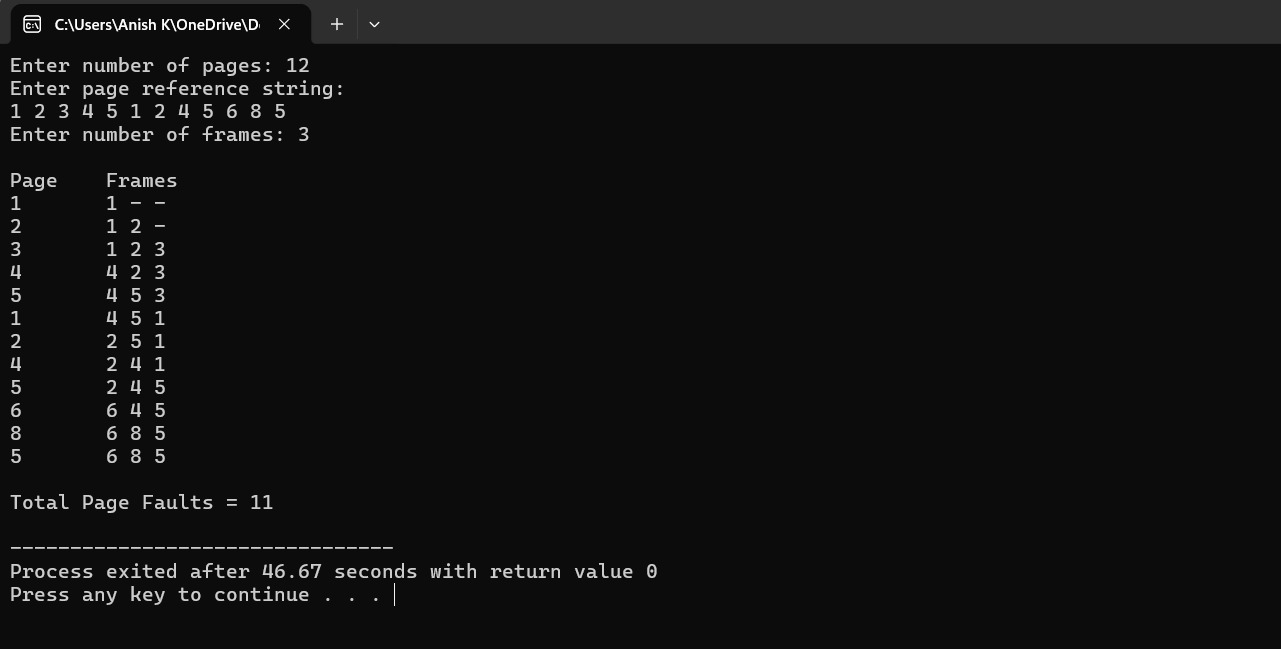 C:\Users\Anish K\OneDrive\D
Enter number of pages: 12
Enter page reference string:
1 2 3 4 5 1 2 4 5 6 8 5
Enter number of frames: 3
Page    Frames
1       1 - -
2       1 2 -
3       1 2 3
4       4 2 3
5       4 5 3
1       4 5 1
2       2 5 1
4       2 4 1
5       2 4 5
6       6 4 5
8       6 8 5
5       6 8 5
Total Page Faults = 11
--------------------------------
Process exited after 46.67 seconds with return value 0
Press any key to continue . . .